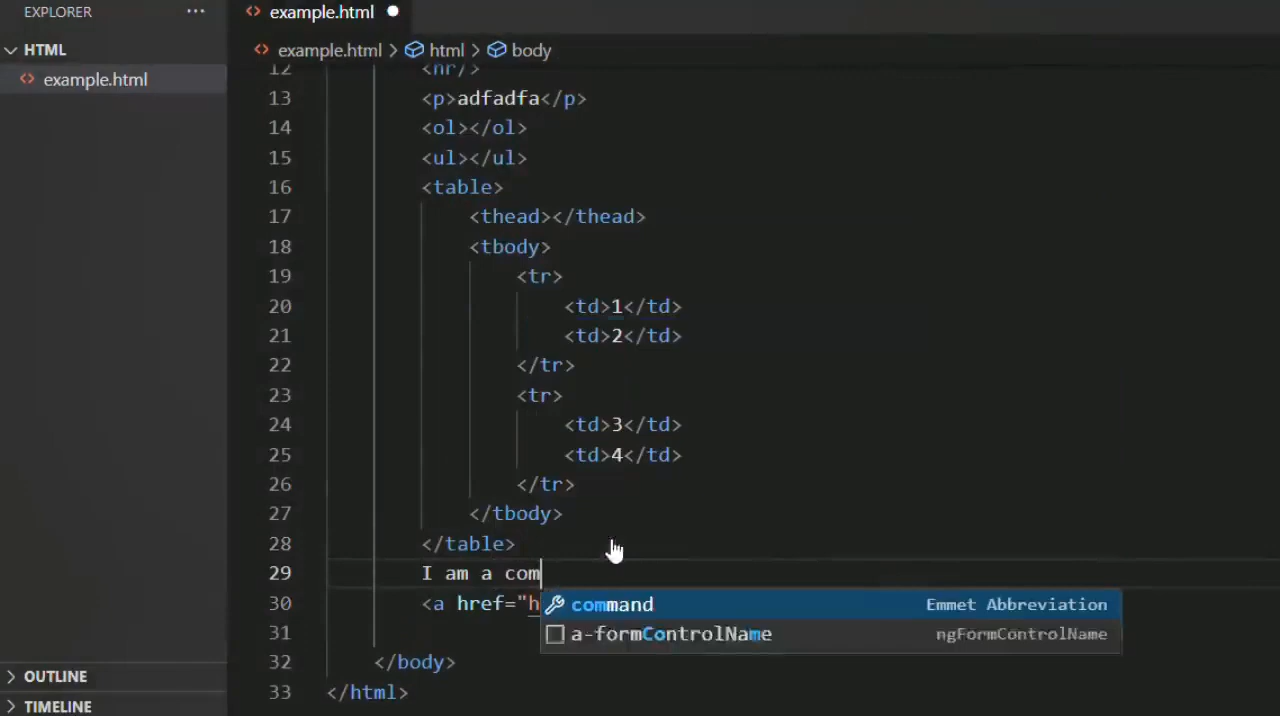 EXPLORER
···
example.html
HTML
example.html > html > body
example.html
12 <hr/>
13 <p>adfadfa</p>
14 <ol></ol>
15 <ul></ul>
16 <table>
17 <thead></thead>
18 <tbody>
19 <tr>
20 <td>1</td>
21 <td>2</td>
22 </tr>
23 <tr>
24 <td>3</td>
25 <td>4</td>
26 </tr>
27 </tbody>
28 </table>
29 I am a com
command Emmet Abbreviation
30 <a href="h
a-formControlName ngFormControlName
31
32 </body>
33 </html>
OUTLINE
TIMELINE